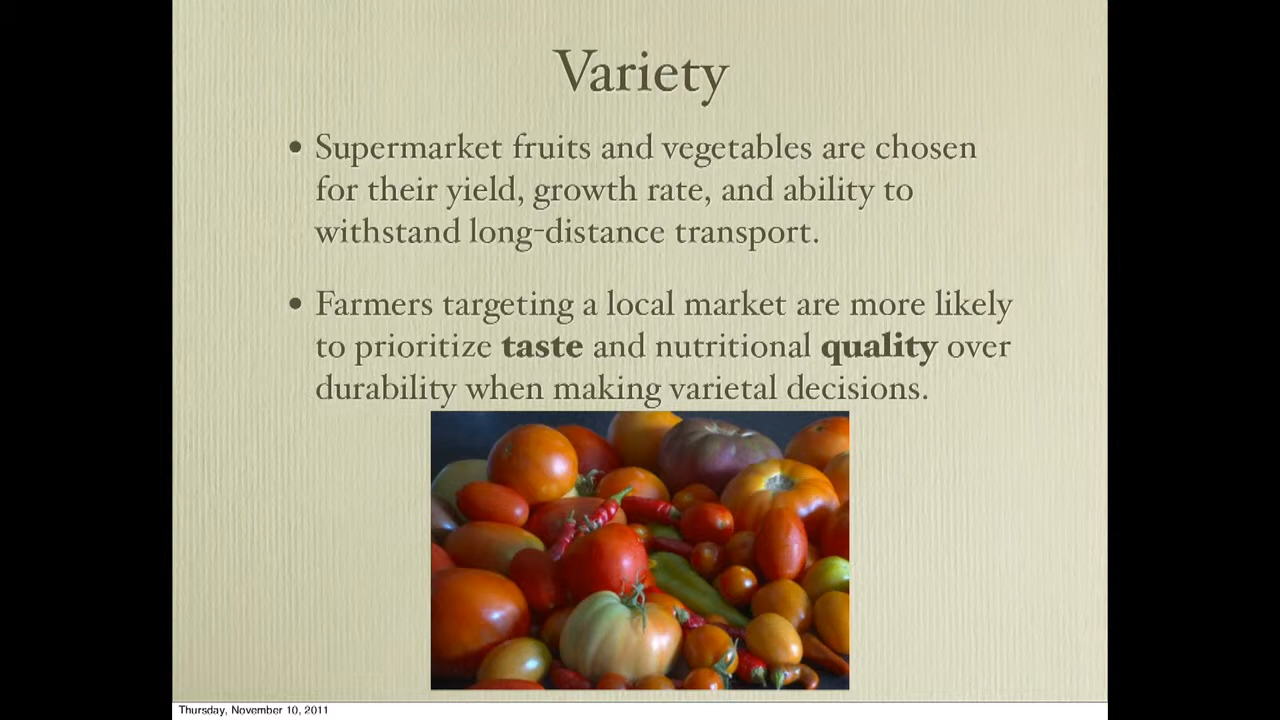 Variety
• Supermarket fruits and vegetables are chosen
for their yield, growth rate, and ability to
withstand long-distance transport.
• Farmers targeting a local market are more likely
to prioritize taste and nutritional quality over
durability when making varietal decisions.
Thursday, November 10, 2011